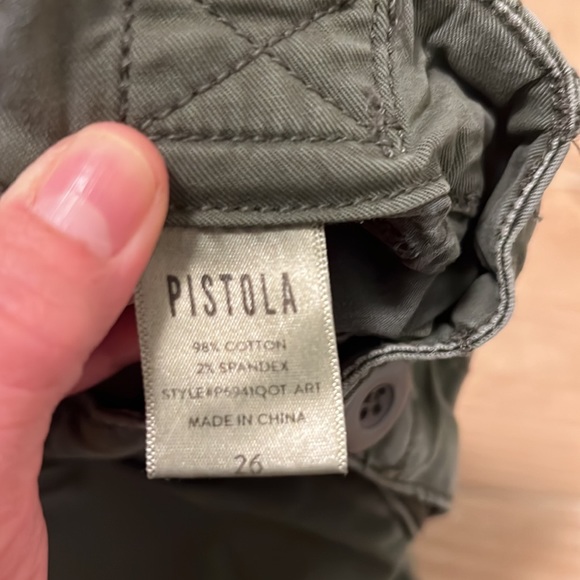 PISTOLA
98% COTTON
2% SPANDEX
STYLE#P6941QOT-ART
MADE IN CHINA
26